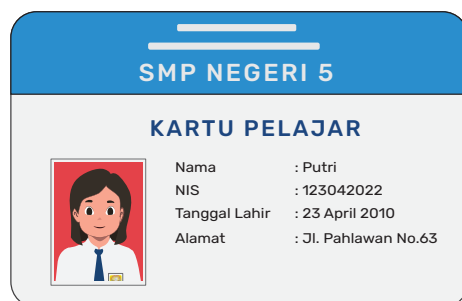 SMP NEGERI 5
KARTU PELAJAR
Nama : Putri
NIS : 123042022
Tanggal Lahir : 23 April 2010
Alamat : Jl. Pahlawan No.63